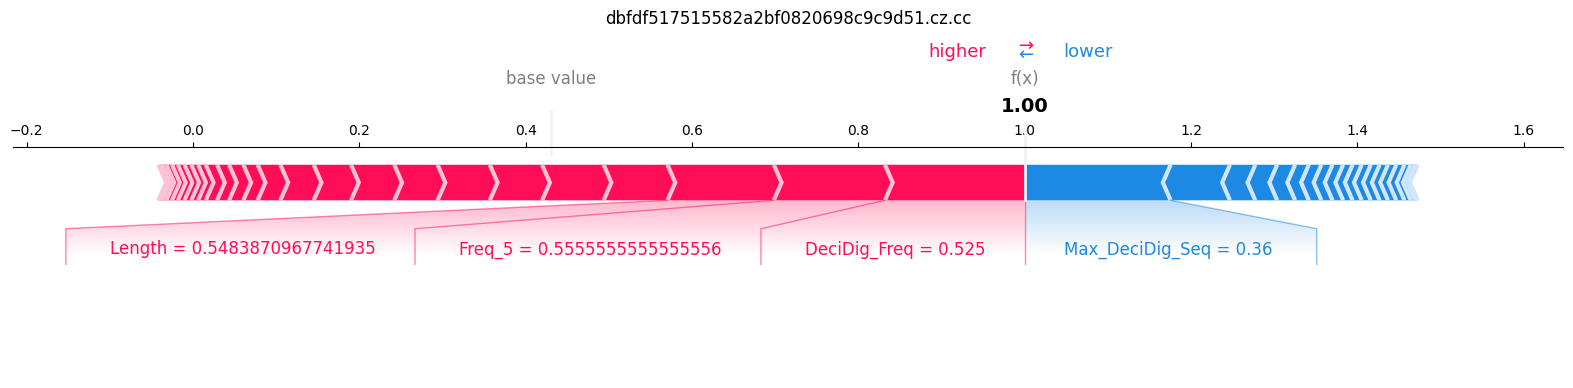 dbfdf517515582a2bf0820698c9c9d51.cz.cc
higher ⇄ lower
base value f(x)
1.00
−0.2 0.0 0.2 0.4 0.6 0.8 1.0 1.2 1.4 1.6
Length = 0.5483870967741935 Freq_5 = 0.5555555555555556 DeciDig_Freq = 0.525 Max_DeciDig_Seq = 0.36